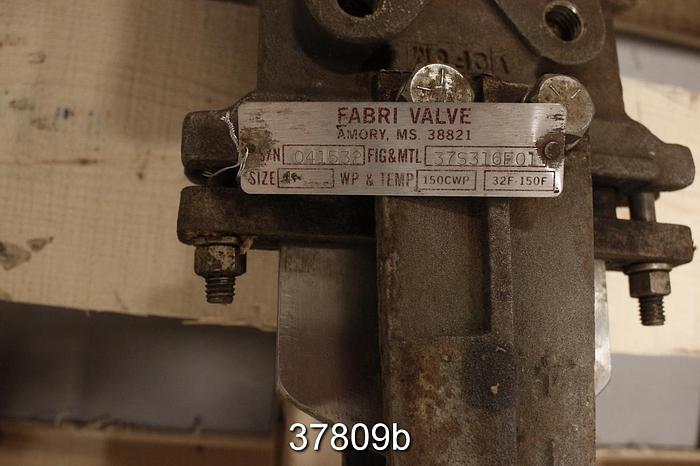 FABRI VALVE
AMORY, MS. 38821
S/N 041532 FIG&MTL 37S316F01
SIZE WP & TEMP 150CWP 32F-150F
37809b